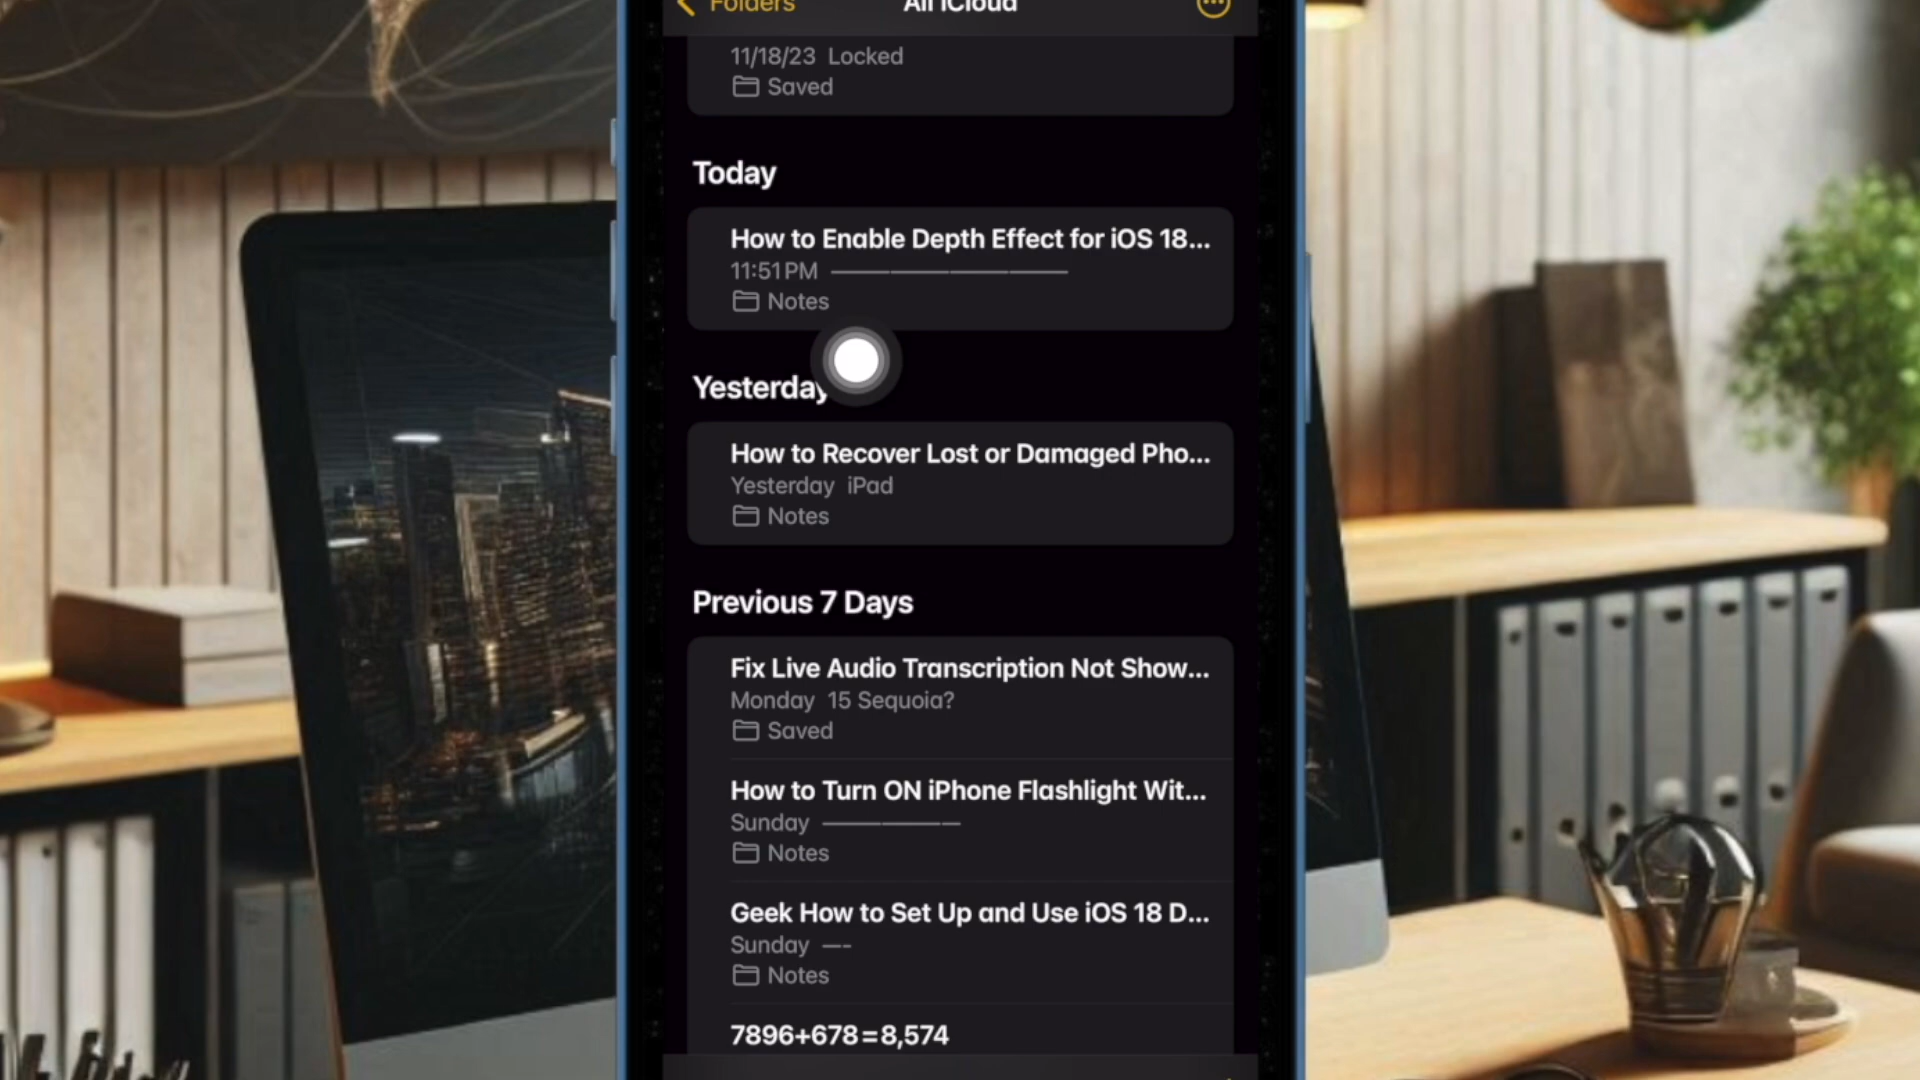 Folders
All iCloud
11/18/23 Locked
Saved
Today
How to Enable Depth Effect for iOS 18...
11:51 PM ————————
Notes
Yesterday
How to Recover Lost or Damaged Pho...
Yesterday iPad
Notes
Previous 7 Days
Fix Live Audio Transcription Not Show...
Monday 15 Sequoia?
Saved
How to Turn ON iPhone Flashlight Wit...
Sunday —————
Notes
Geek How to Set Up and Use iOS 18 D...
Sunday —-
Notes
7896+678=8,574